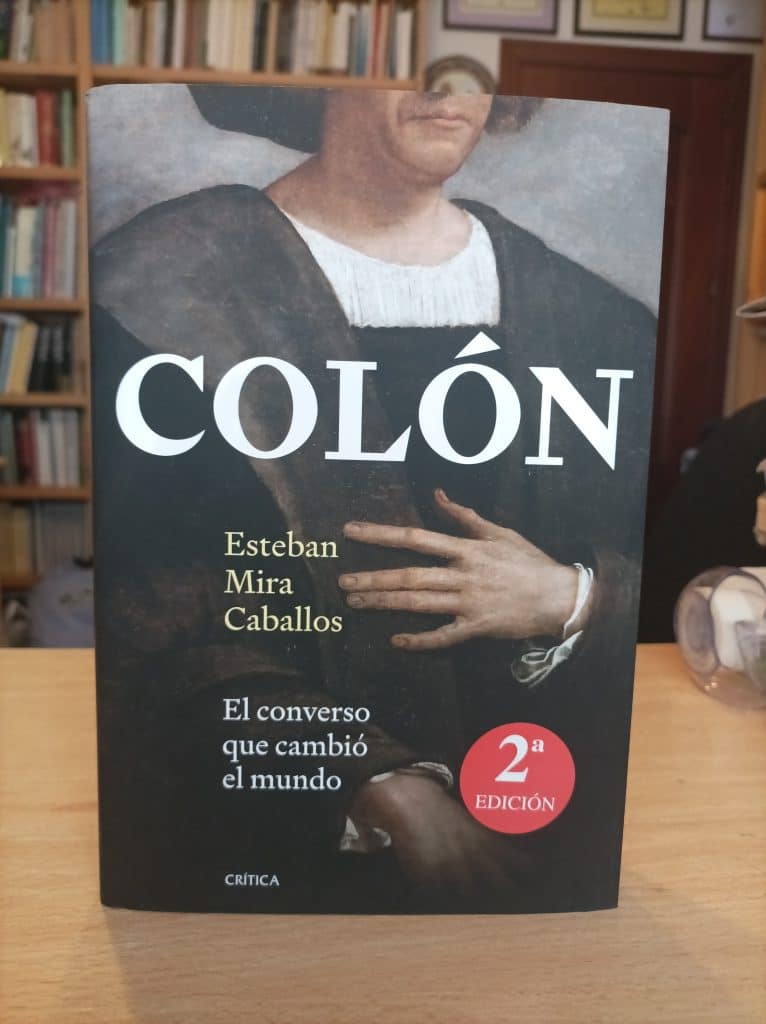 COLÓN
Esteban
Mira
Caballos
El converso
que cambió
el mundo
2ª
EDICIÓN
CRÍTICA